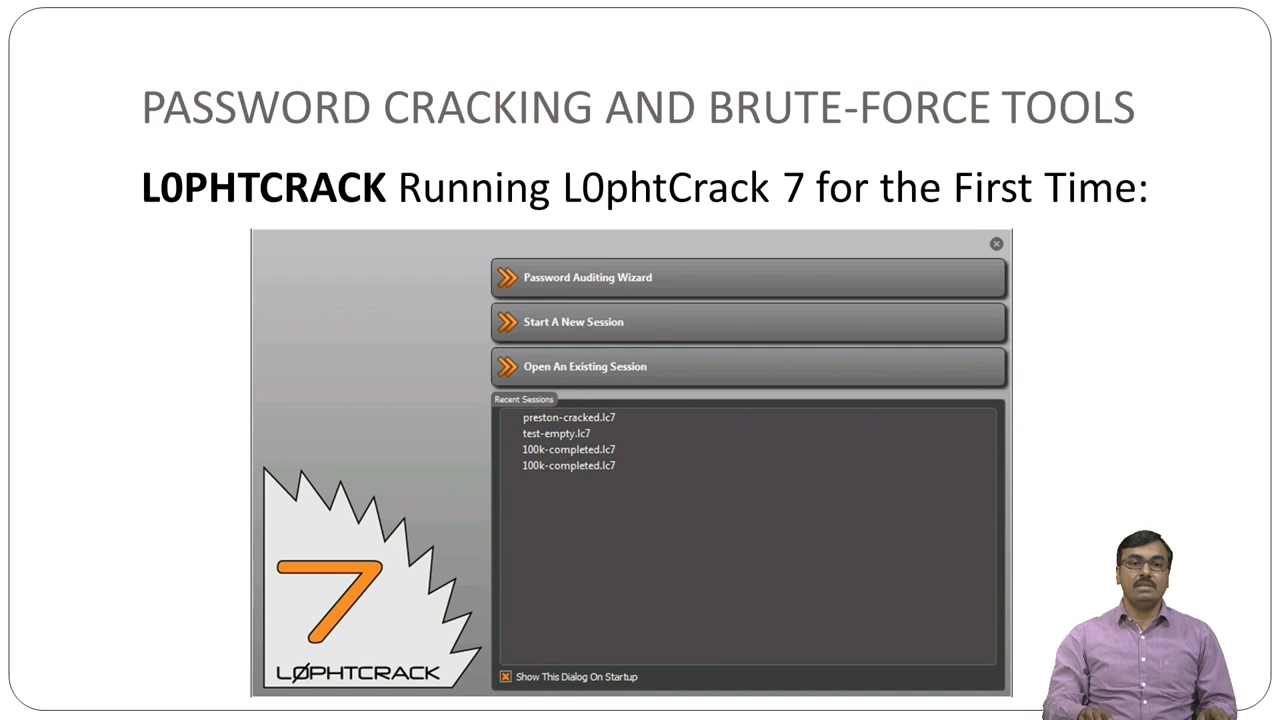 PASSWORD CRACKING AND BRUTE-FORCE TOOLS
L0PHTCRACK Running L0phtCrack 7 for the First Time:
Password Auditing Wizard
Start A New Session
Open An Existing Session
Recent Sessions
preston-cracked.lc7
test-empty.lc7
100k-completed.lc7
100k-completed.lc7
7
LØPHTCRACK
Show This Dialog On Startup